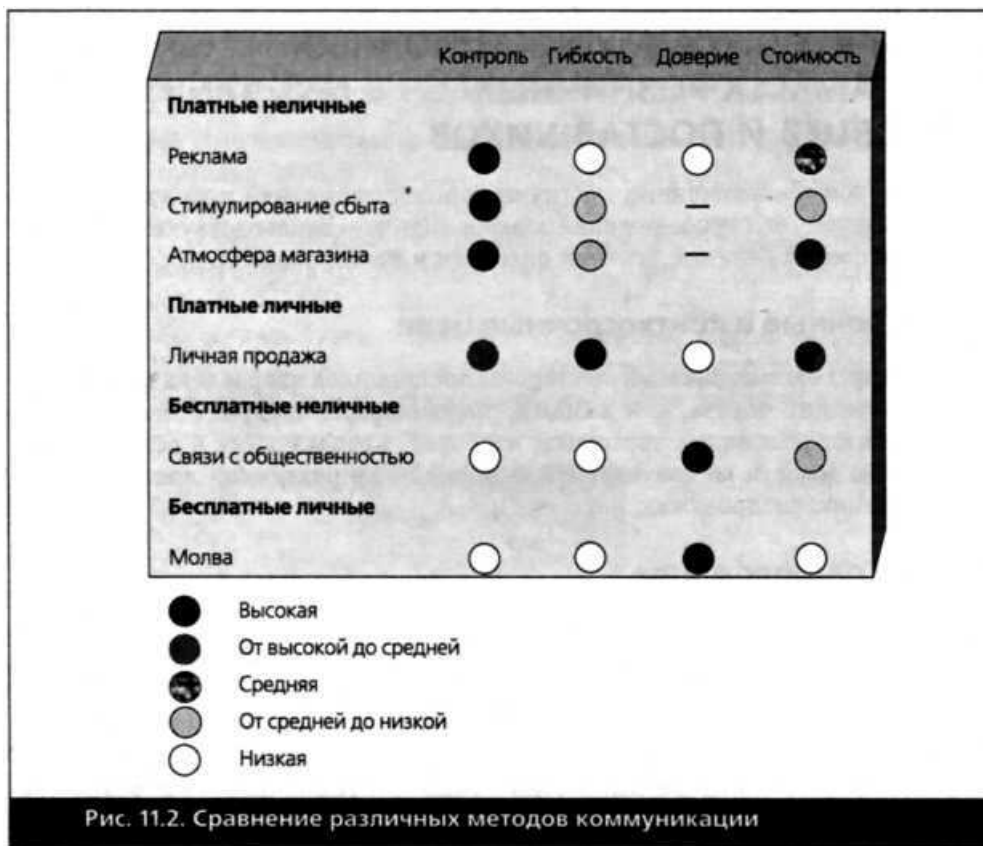 Контроль Гибкость Доверие Стоимость
Платные неличные
Реклама
Стимулирование сбыта —
Атмосфера магазина —
Платные личные
Личная продажа
Бесплатные неличные
Связи с общественностью
Бесплатные личные
Молва
Высокая
От высокой до средней
Средняя
От средней до низкой
Низкая
Рис. 11.2. Сравнение различных методов коммуникации